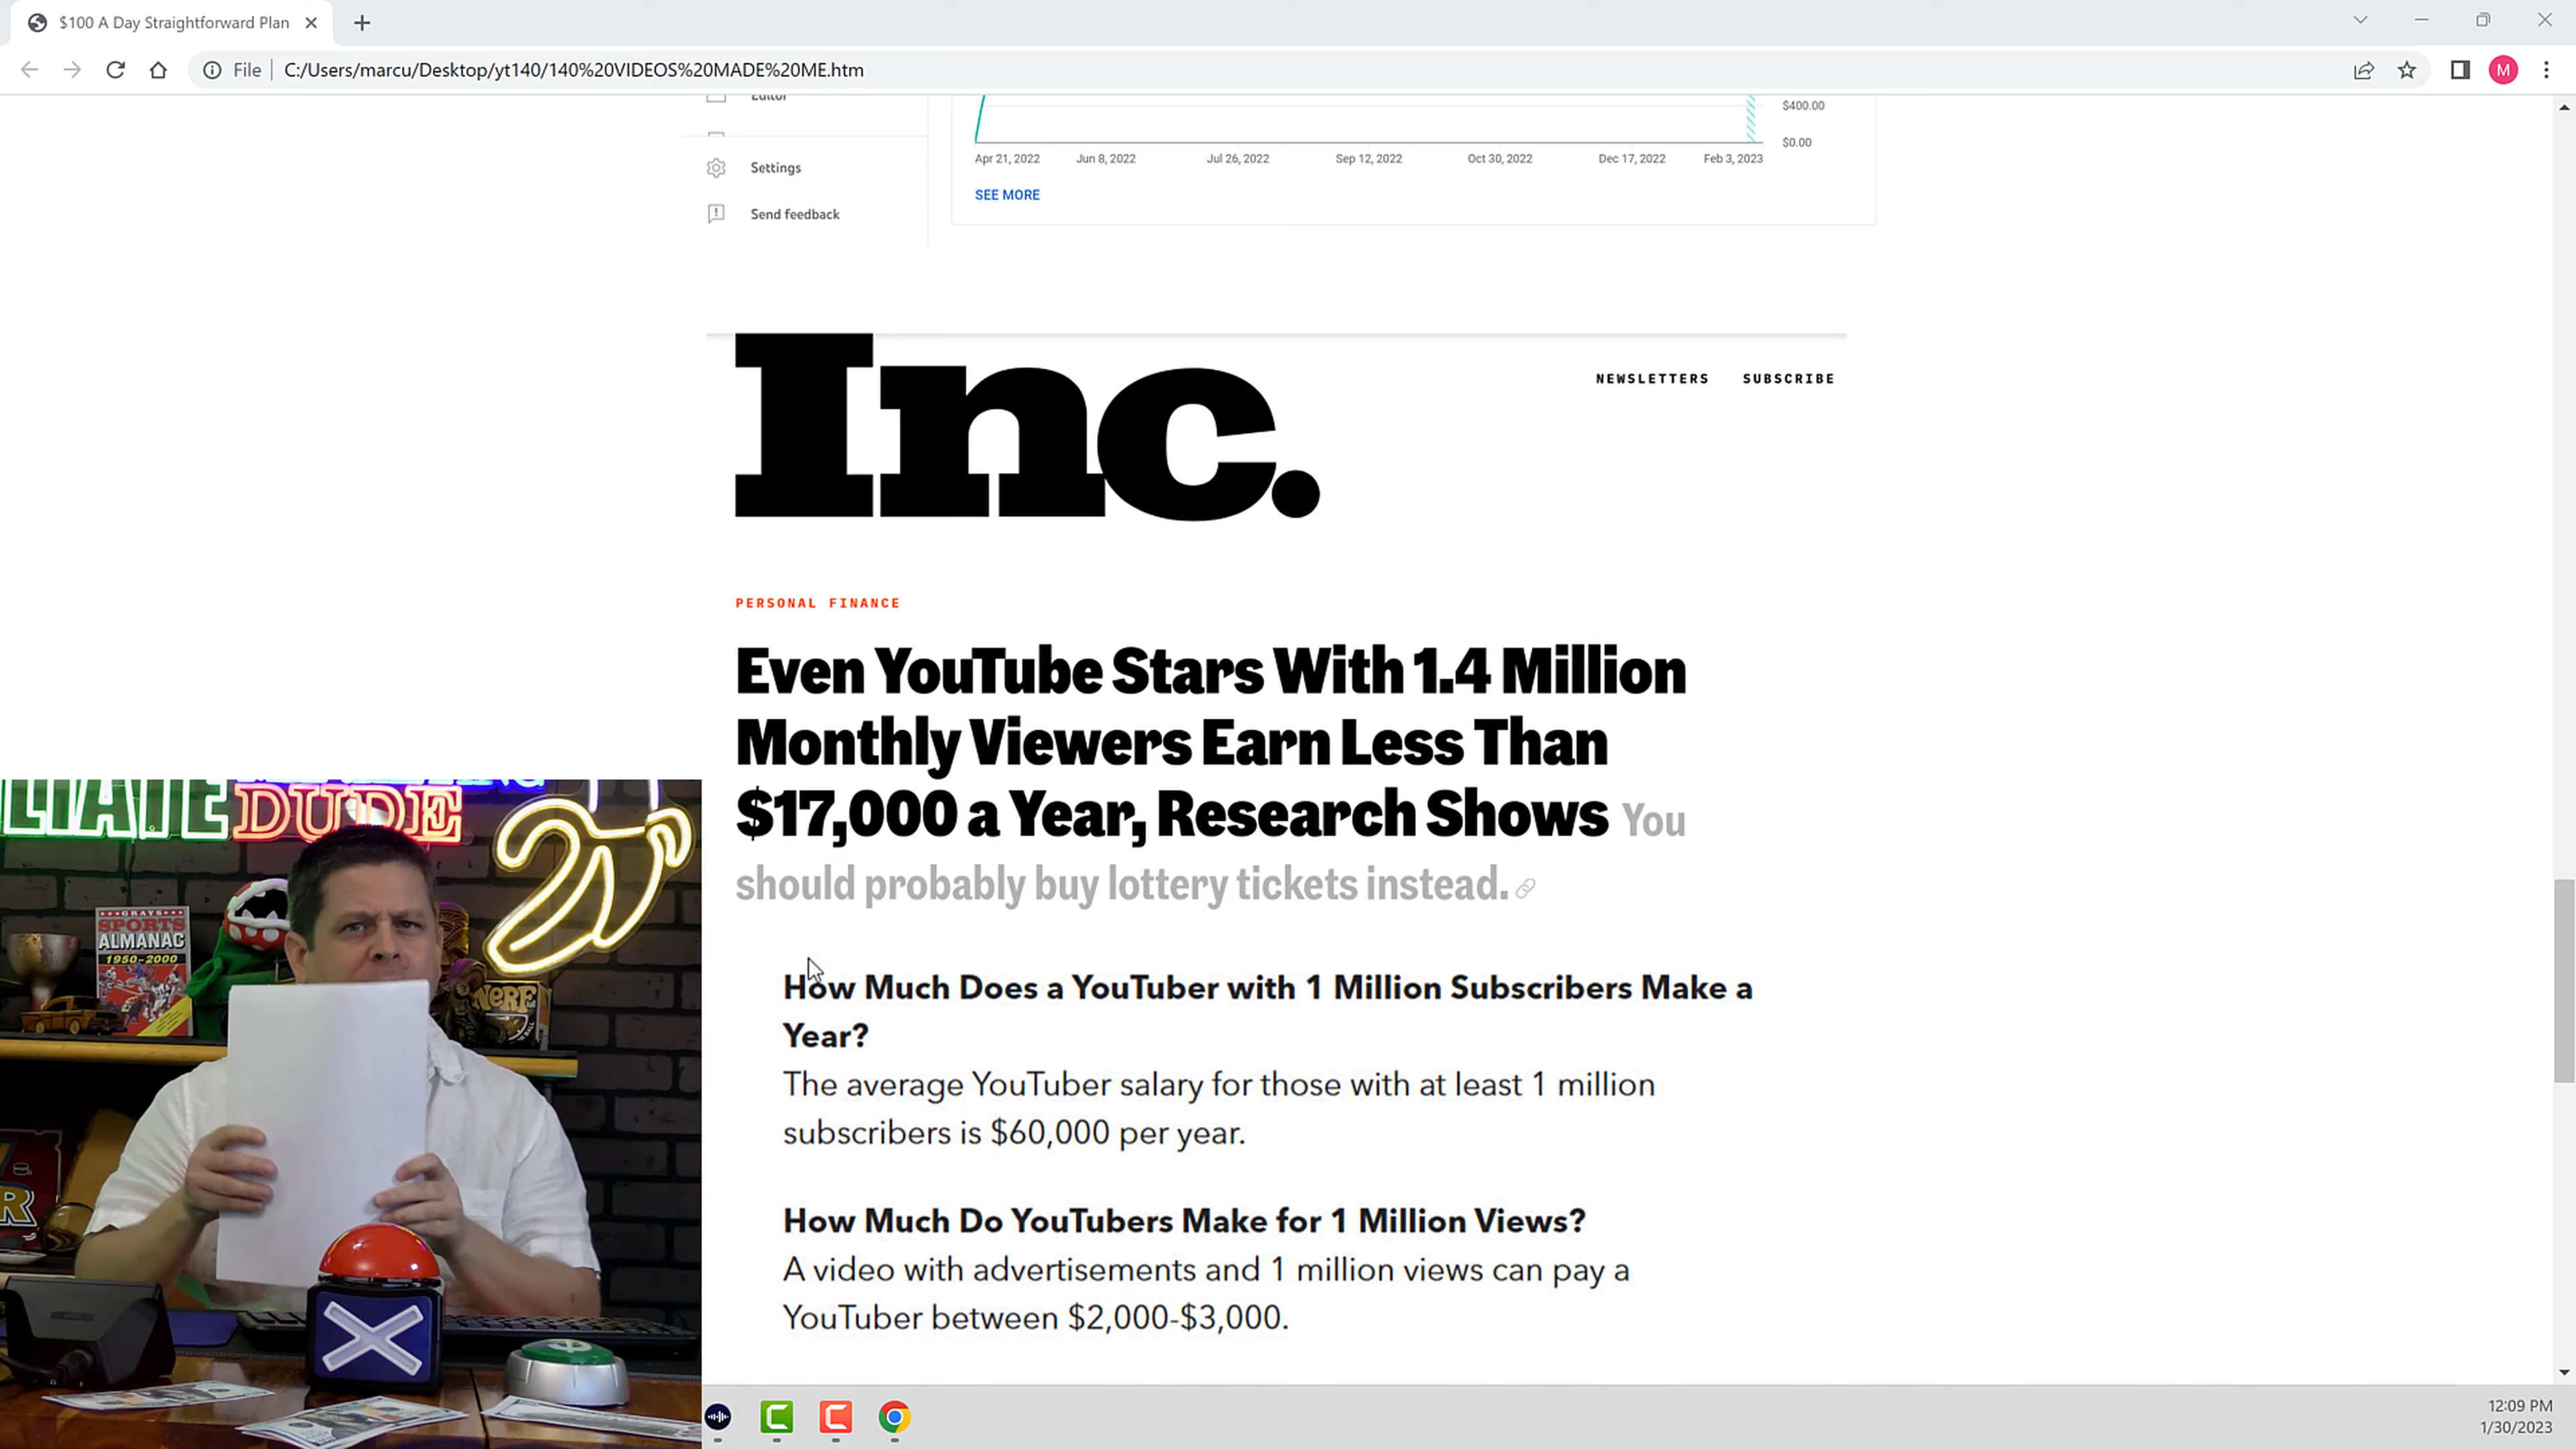 $100 A Day Straightforward Plan
File
C:/Users/marcu/Desktop/yt140/140%20VIDEOS%20MADE%20ME.htm
M
Editor
$400.00
$0.00
Apr 21, 2022 Jun 8, 2022 Jul 26, 2022 Sep 12, 2022 Oct 30, 2022 Dec 17, 2022 Feb 3, 2023
Settings
SEE MORE
Send feedback
Inc.
NEWSLETTERS SUBSCRIBE
PERSONAL FINANCE
Even YouTube Stars With 1.4 Million
Monthly Viewers Earn Less Than
$17,000 a Year, Research Shows You
should probably buy lottery tickets instead.
How Much Does a YouTuber with 1 Million Subscribers Make a
Year?
The average YouTuber salary for those with at least 1 million
subscribers is $60,000 per year.
How Much Do YouTubers Make for 1 Million Views?
A video with advertisements and 1 million views can pay a
YouTuber between $2,000-$3,000.
LIATE
DUDE
GRAYS
SPORTS
ALMANAC
1950-2000
NERF
12:09 PM
1/30/2023